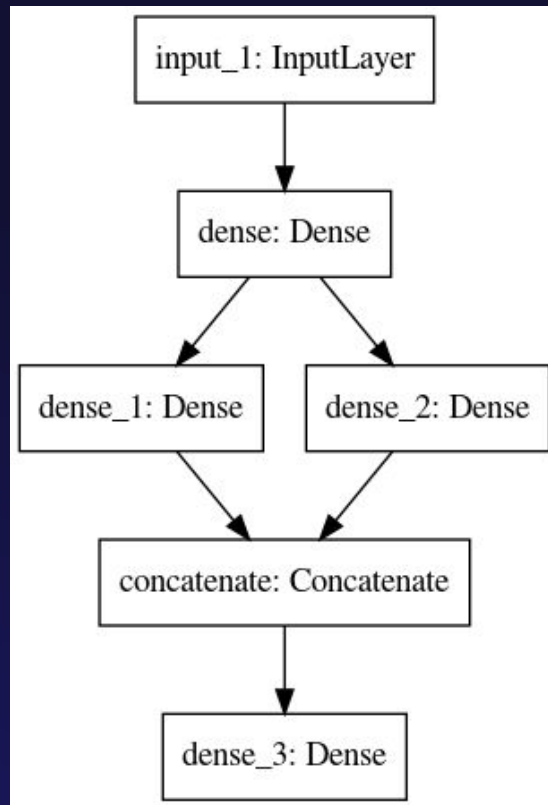 input_1: InputLayer
dense: Dense
dense_1: Dense
dense_2: Dense
concatenate: Concatenate
dense_3: Dense